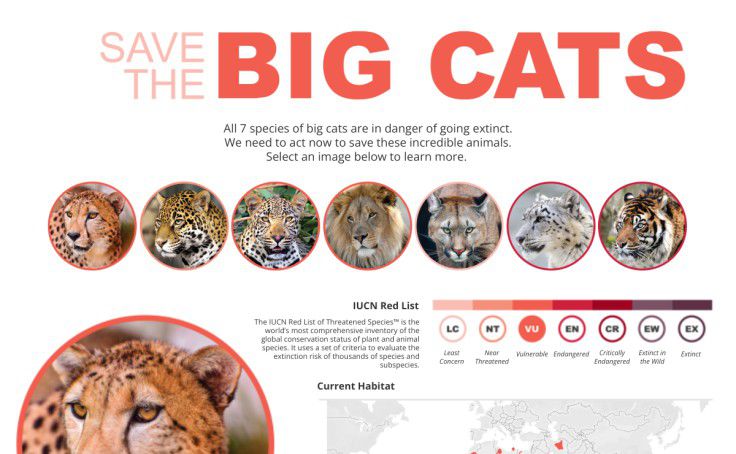 SAVE
THE
BIG CATS
All 7 species of big cats are in danger of going extinct.
We need to act now to save these incredible animals.
Select an image below to learn more.
IUCN Red List
The IUCN Red List of Threatened Species™ is the
world's most comprehensive inventory of the
global conservation status of plant and animal
species. It uses a set of criteria to evaluate the
extinction risk of thousands of species and
subspecies.
LC NT VU EN CR EW EX
Least Concern
Near Threatened
Vulnerable
Endangered
Critically Endangered
Extinct in the Wild
Extinct
Current Habitat